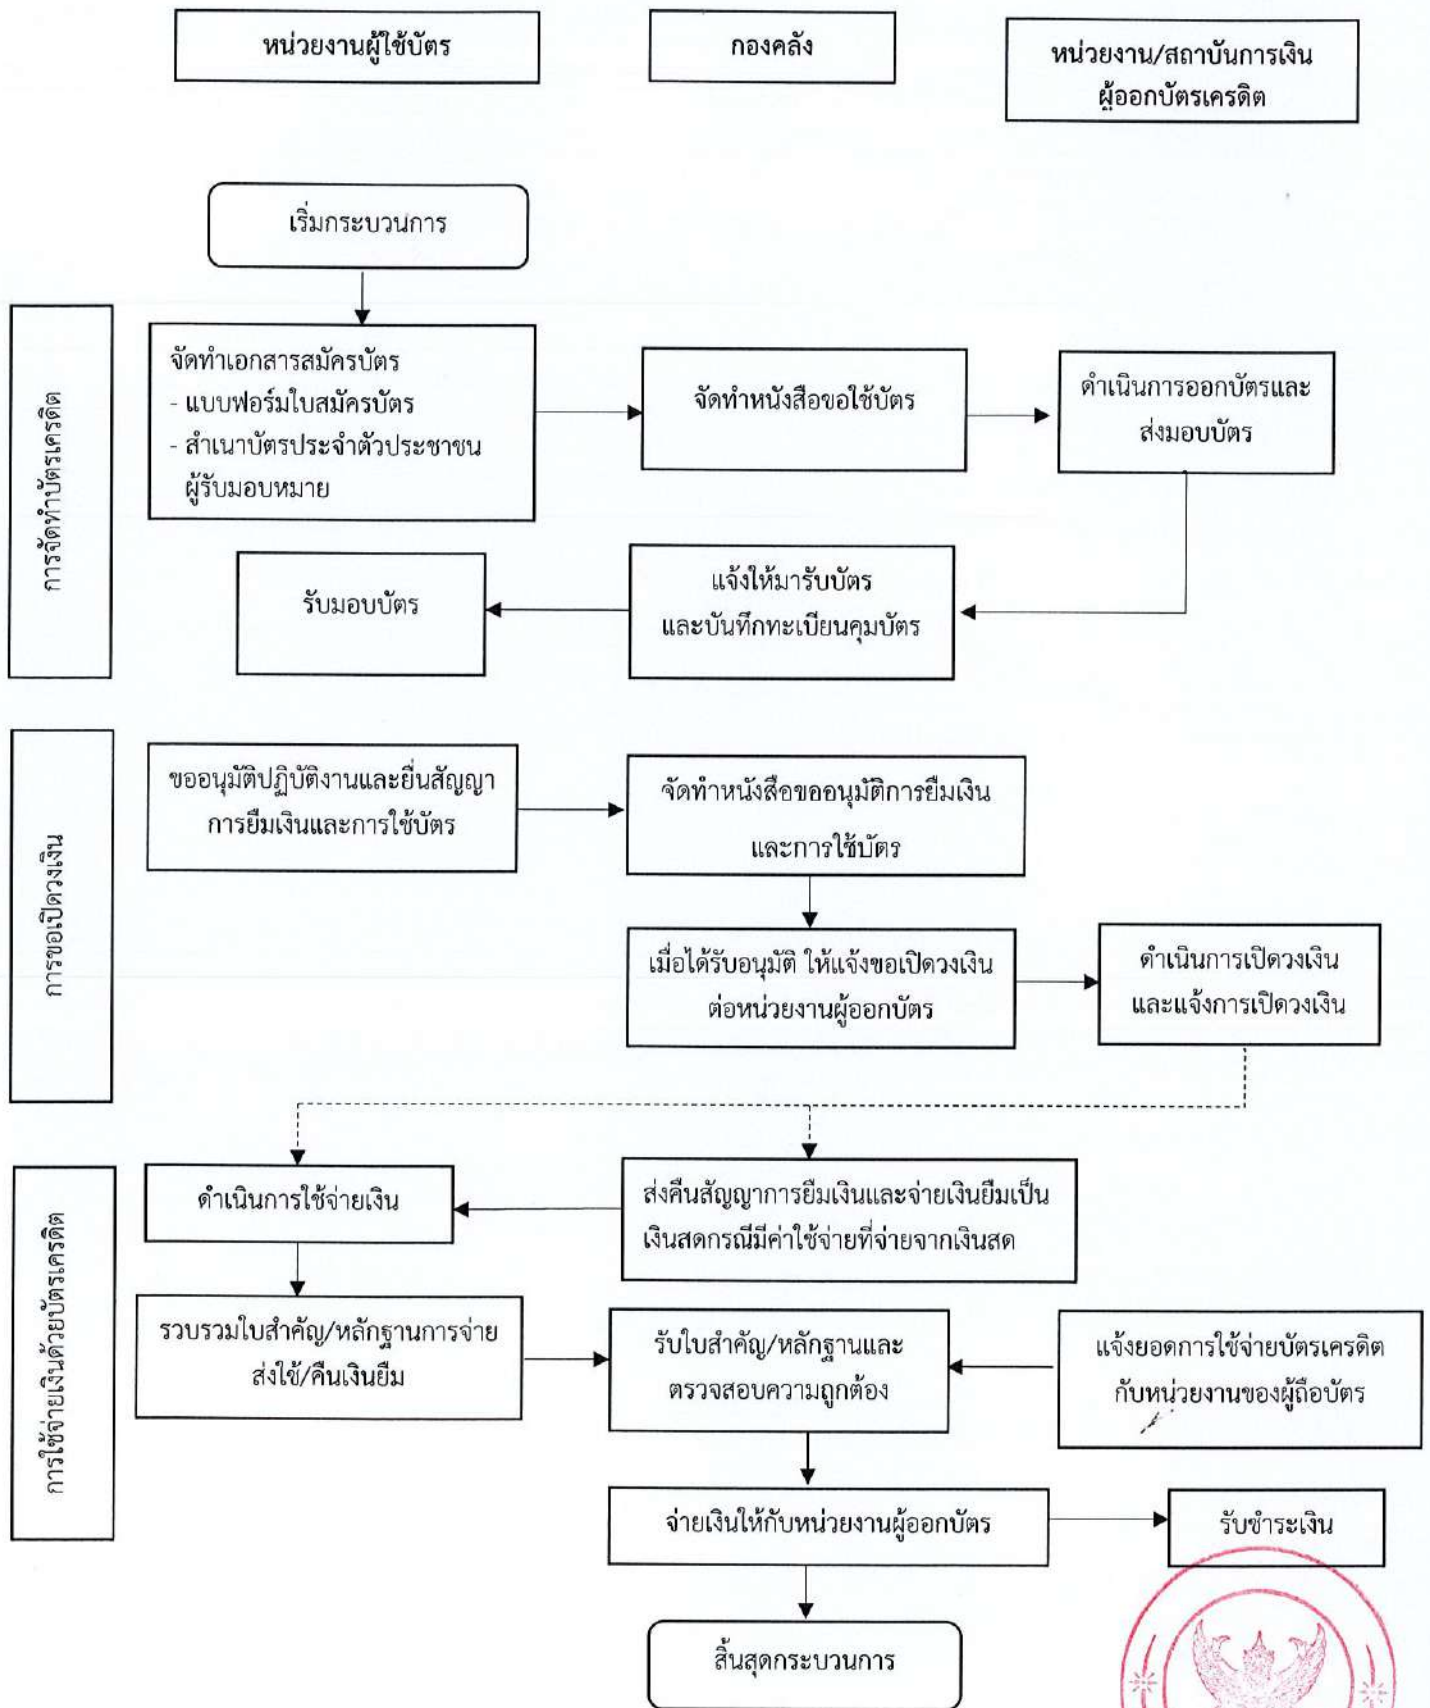 หน่วยงานผู้ใช้บัตร
กองคลัง
หน่วยงาน/สถาบันการเงิน
ผู้ออกบัตรเครดิต
เริ่มกระบวนการ
การจัดทำบัตรเครดิต
จัดทำเอกสารสมัครบัตร
- แบบฟอร์มใบสมัครบัตร
- สำเนาบัตรประจำตัวประชาชน
ผู้รับมอบหมาย
จัดทำหนังสือขอใช้บัตร
ดำเนินการออกบัตรและ
ส่งมอบบัตร
รับมอบบัตร
แจ้งให้มารับบัตร
และบันทึกทะเบียนคุมบัตร
การขอเปิดวงเงิน
ขออนุมัติปฏิบัติงานและยื่นสัญญา
การยืมเงินและการใช้บัตร
จัดทำหนังสือขออนุมัติการยืมเงิน
และการใช้บัตร
เมื่อได้รับอนุมัติ ให้แจ้งขอเปิดวงเงิน
ต่อหน่วยงานผู้ออกบัตร
ดำเนินการเปิดวงเงิน
และแจ้งการเปิดวงเงิน
การใช้จ่ายเงินด้วยบัตรเครดิต
ดำเนินการใช้จ่ายเงิน
ส่งคืนสัญญาการยืมเงินและจ่ายเงินยืมเป็น
เงินสดกรณีมีค่าใช้จ่ายที่จ่ายจากเงินสด
รวบรวมใบสำคัญ/หลักฐานการจ่าย
ส่งใช้/คืนเงินยืม
รับใบสำคัญ/หลักฐานและ
ตรวจสอบความถูกต้อง
แจ้งยอดการใช้จ่ายบัตรเครดิต
กับหน่วยงานของผู้ถือบัตร
จ่ายเงินให้กับหน่วยงานผู้ออกบัตร
รับชำระเงิน
สิ้นสุดกระบวนการ